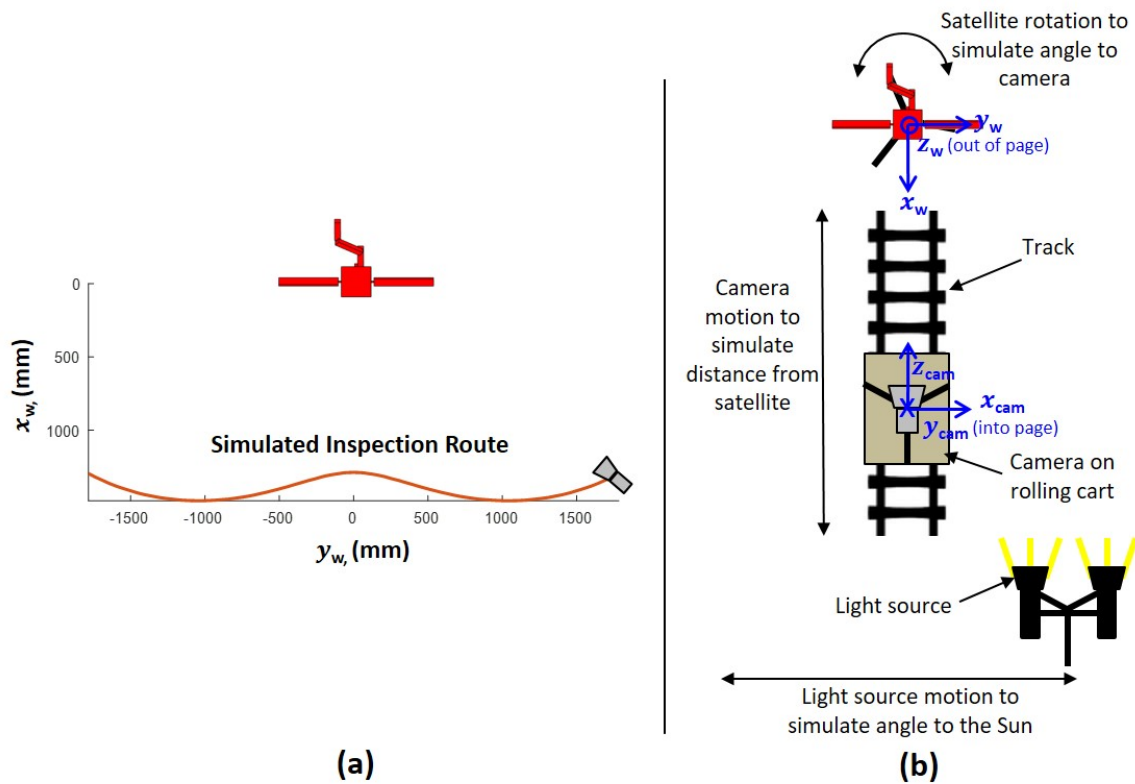 0
500
1000
x_w, (mm)
Simulated Inspection Route
-1500
-1000
-500
0
500
1000
1500
y_w, (mm)
(a)
Satellite rotation to
simulate angle to
camera
y_w
z_w (out of page)
x_w
Track
Camera
motion to
simulate
distance from
satellite
z_cam
x_cam
y_cam (into page)
Camera on
rolling cart
Light source
Light source motion to
simulate angle to the Sun
(b)